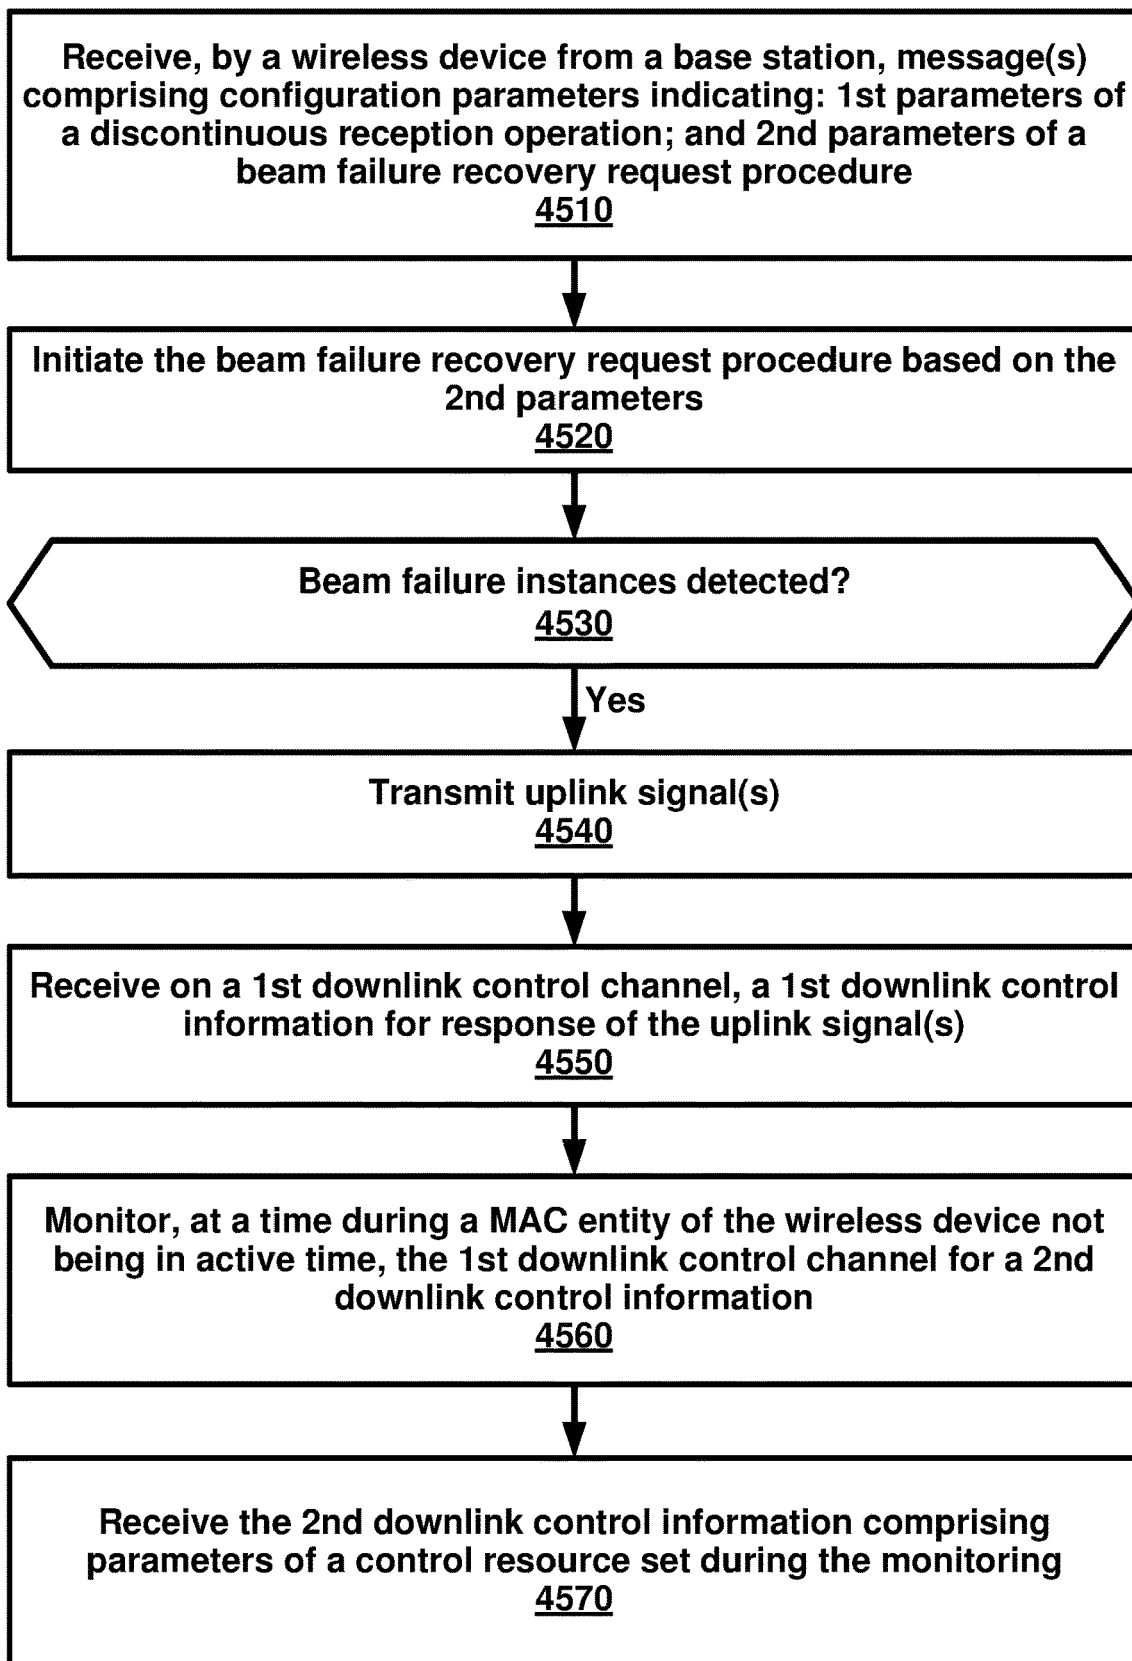 Receive, by a wireless device from a base station, message(s)
comprising configuration parameters indicating: 1st parameters of
a discontinuous reception operation; and 2nd parameters of a
beam failure recovery request procedure
4510
Initiate the beam failure recovery request procedure based on the
2nd parameters
4520
Beam failure instances detected?
4530
Yes
Transmit uplink signal(s)
4540
Receive on a 1st downlink control channel, a 1st downlink control
information for response of the uplink signal(s)
4550
Monitor, at a time during a MAC entity of the wireless device not
being in active time, the 1st downlink control channel for a 2nd
downlink control information
4560
Receive the 2nd downlink control information comprising
parameters of a control resource set during the monitoring
4570